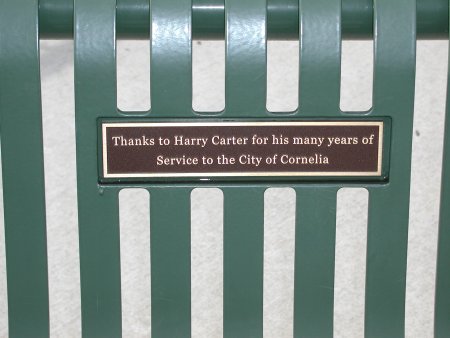 Thanks to Harry Carter for his many years of
Service to the City of Cornelia